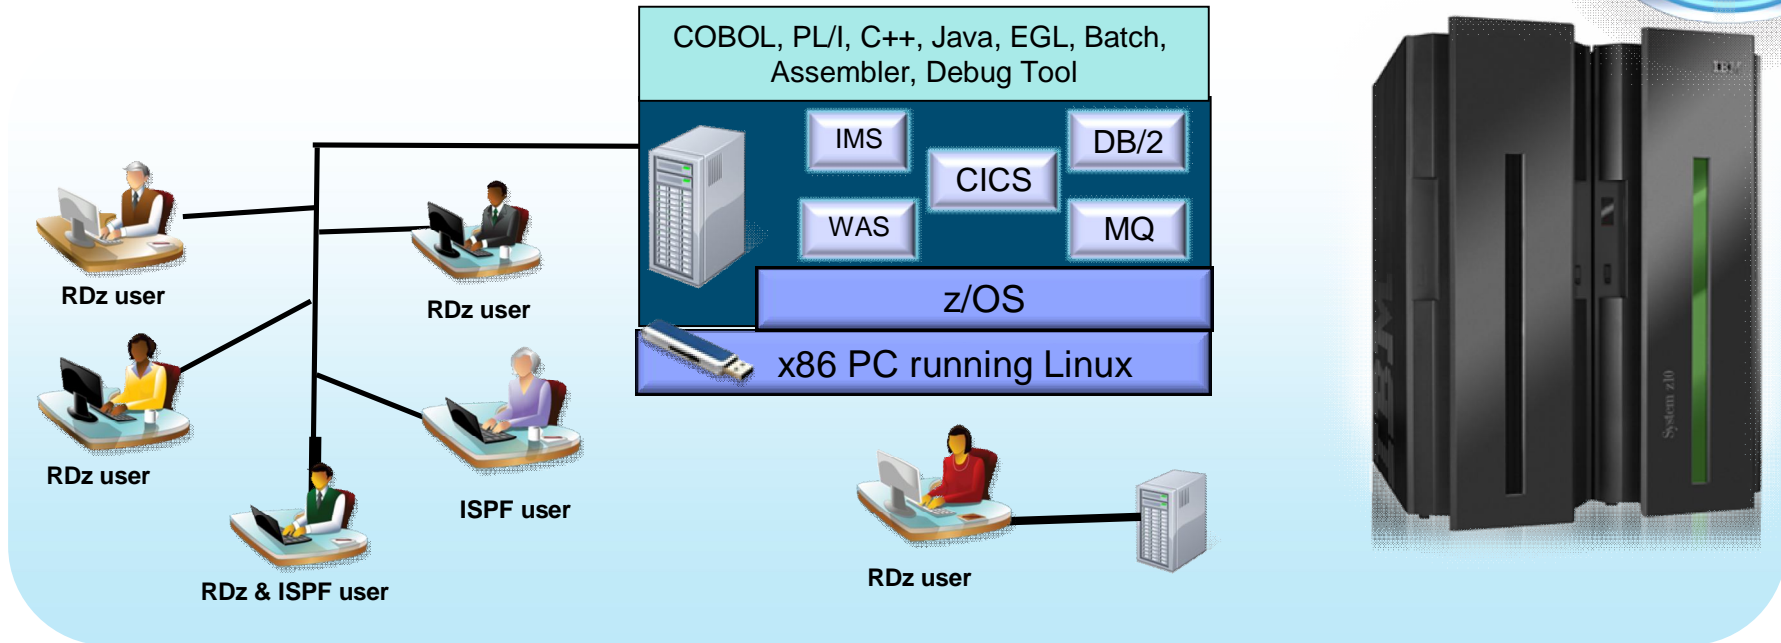 COBOL, PL/I, C++, Java, EGL, Batch,
Assembler, Debug Tool
IMS
DB/2
CICS
WAS
MQ
z/OS
x86 PC running Linux
RDz user
RDz user
RDz user
ISPF user
RDz & ISPF user
RDz user
IBM
IBM
System z10